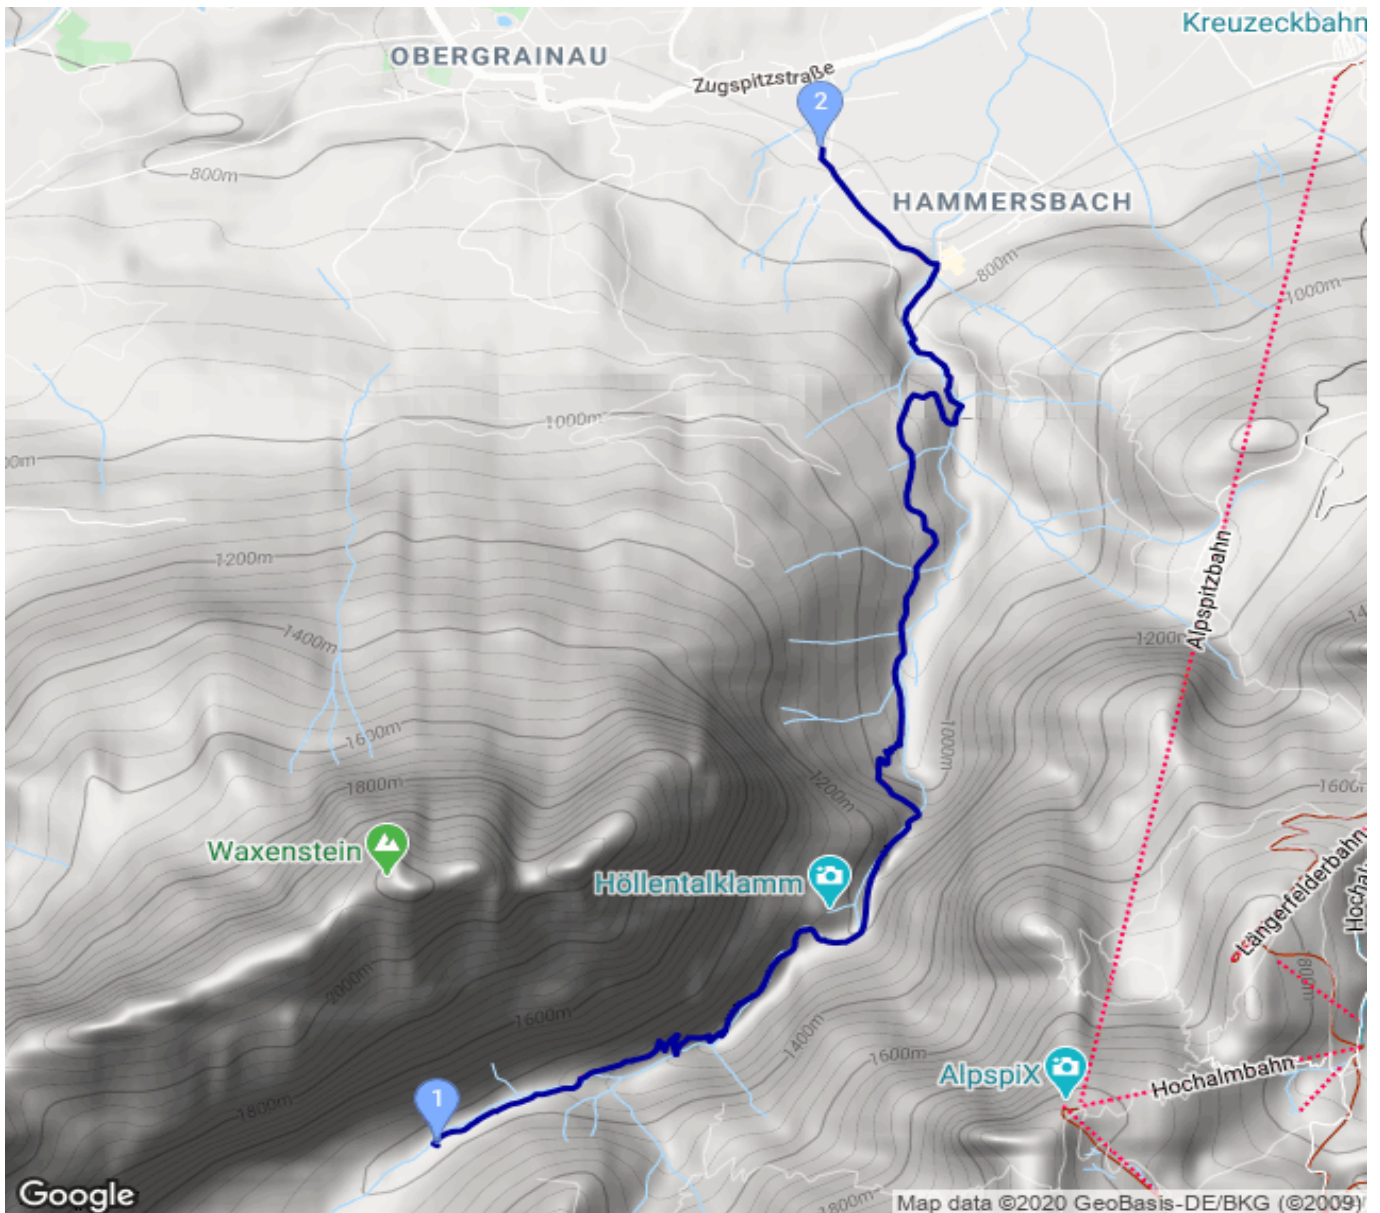 Kreuzeckbahn
OBERGRAINAU
Zugspitzstraße
2
800m
HAMMERSBACH
800m
1000m
1000m
1200m
Alpspitzbahn
1400m
1200m
1600m
1000m
1800m
1200m
1600m
Waxenstein
Höllentalklamm
Längerfelderbahn
2000m
1600m
1400m
1600m
AlpspiX
Hochalmbahn
1800m
1
1800m
Google
Map data ©2020 GeoBasis-DE/BKG (©2009)